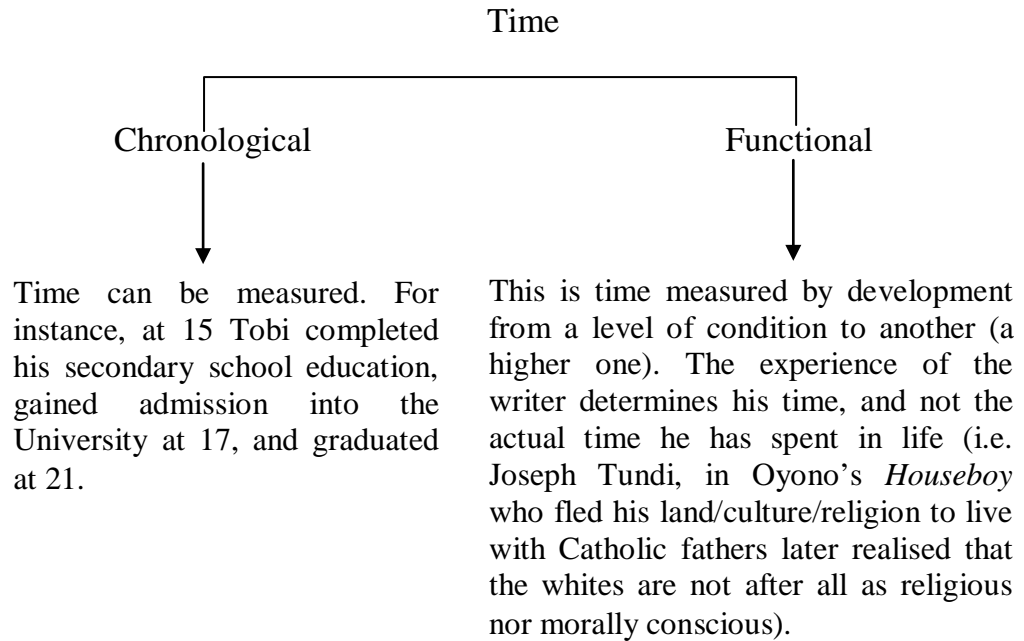 Time
Chronological
Functional
Time can be measured. For
instance, at 15 Tobi completed
his secondary school education,
gained admission into the
University at 17, and graduated
at 21.
This is time measured by development
from a level of condition to another (a
higher one). The experience of the
writer determines his time, and not the
actual time he has spent in life (i.e.
Joseph Tundi, in Oyono’s Houseboy
who fled his land/culture/religion to live
with Catholic fathers later realised that
the whites are not after all as religious
nor morally conscious).